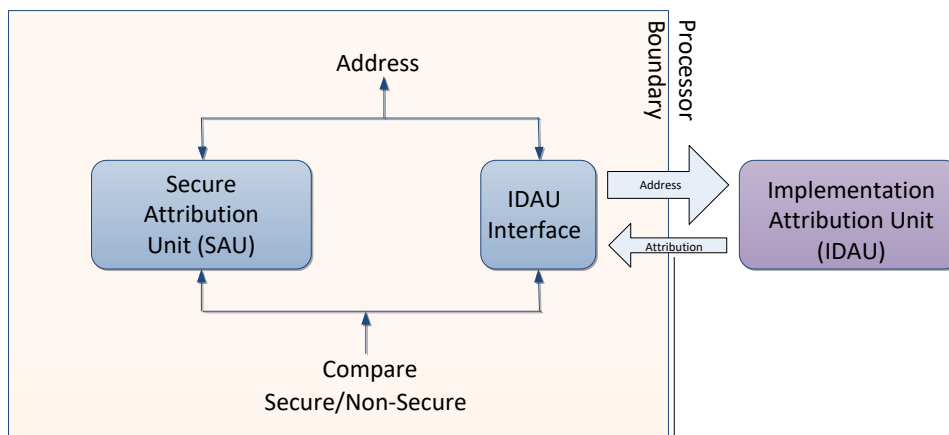 Address
Processor
Boundary
Secure
Attribution
Unit (SAU)
IDAU
Interface
Address
Attribution
Implementation
Attribution Unit
(IDAU)
Compare
Secure/Non-Secure